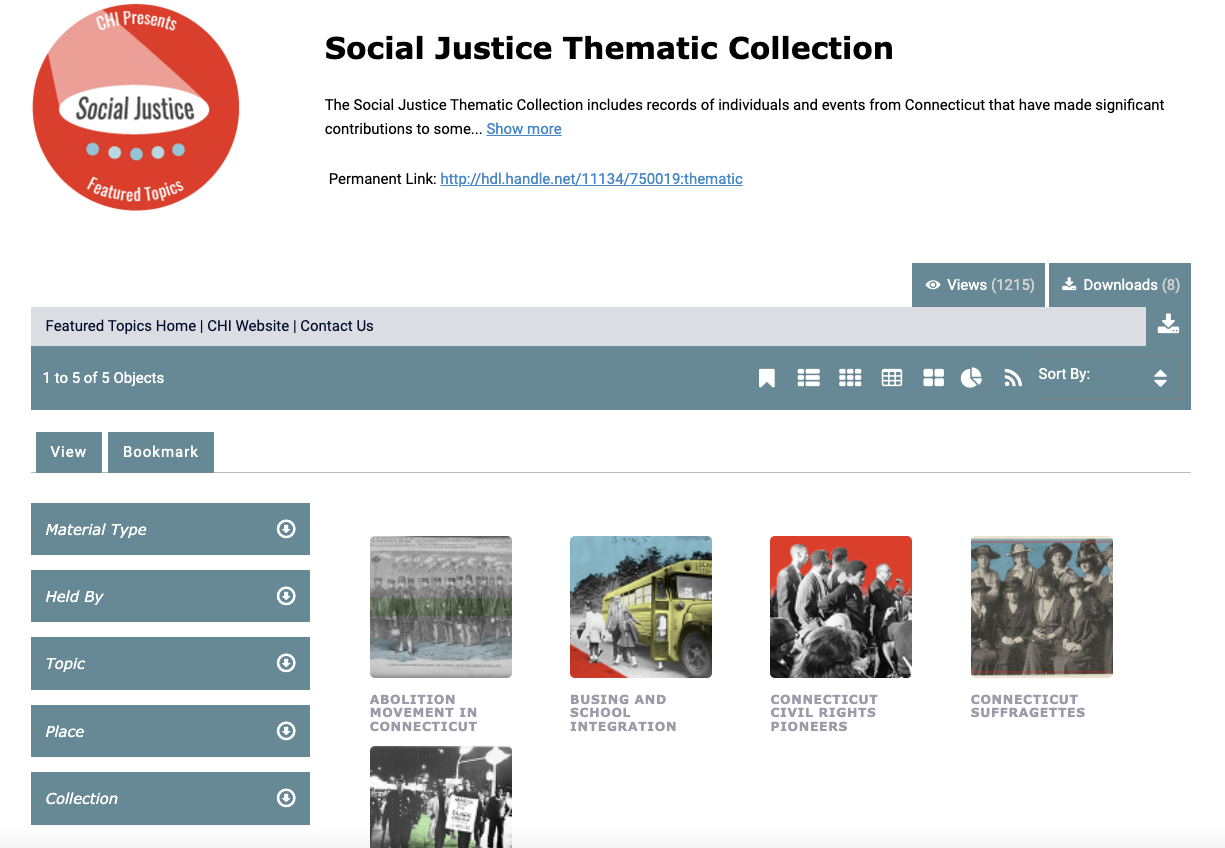 CHI Presents
Social Justice
Featured Topics
Social Justice Thematic Collection
The Social Justice Thematic Collection includes records of individuals and events from Connecticut that have made significant
contributions to some... Show more
Permanent Link: http://hdl.handle.net/11134/750019:thematic
Views (1215)
Downloads (8)
Featured Topics Home | CHI Website | Contact Us
1 to 5 of 5 Objects
Sort By:
View
Bookmark
Material Type
Held By
Topic
Place
Collection
ABOLITION
MOVEMENT IN
CONNECTICUT
BUSING AND
SCHOOL
INTEGRATION
CONNECTICUT
CIVIL RIGHTS
PIONEERS
CONNECTICUT
SUFFRAGETTES